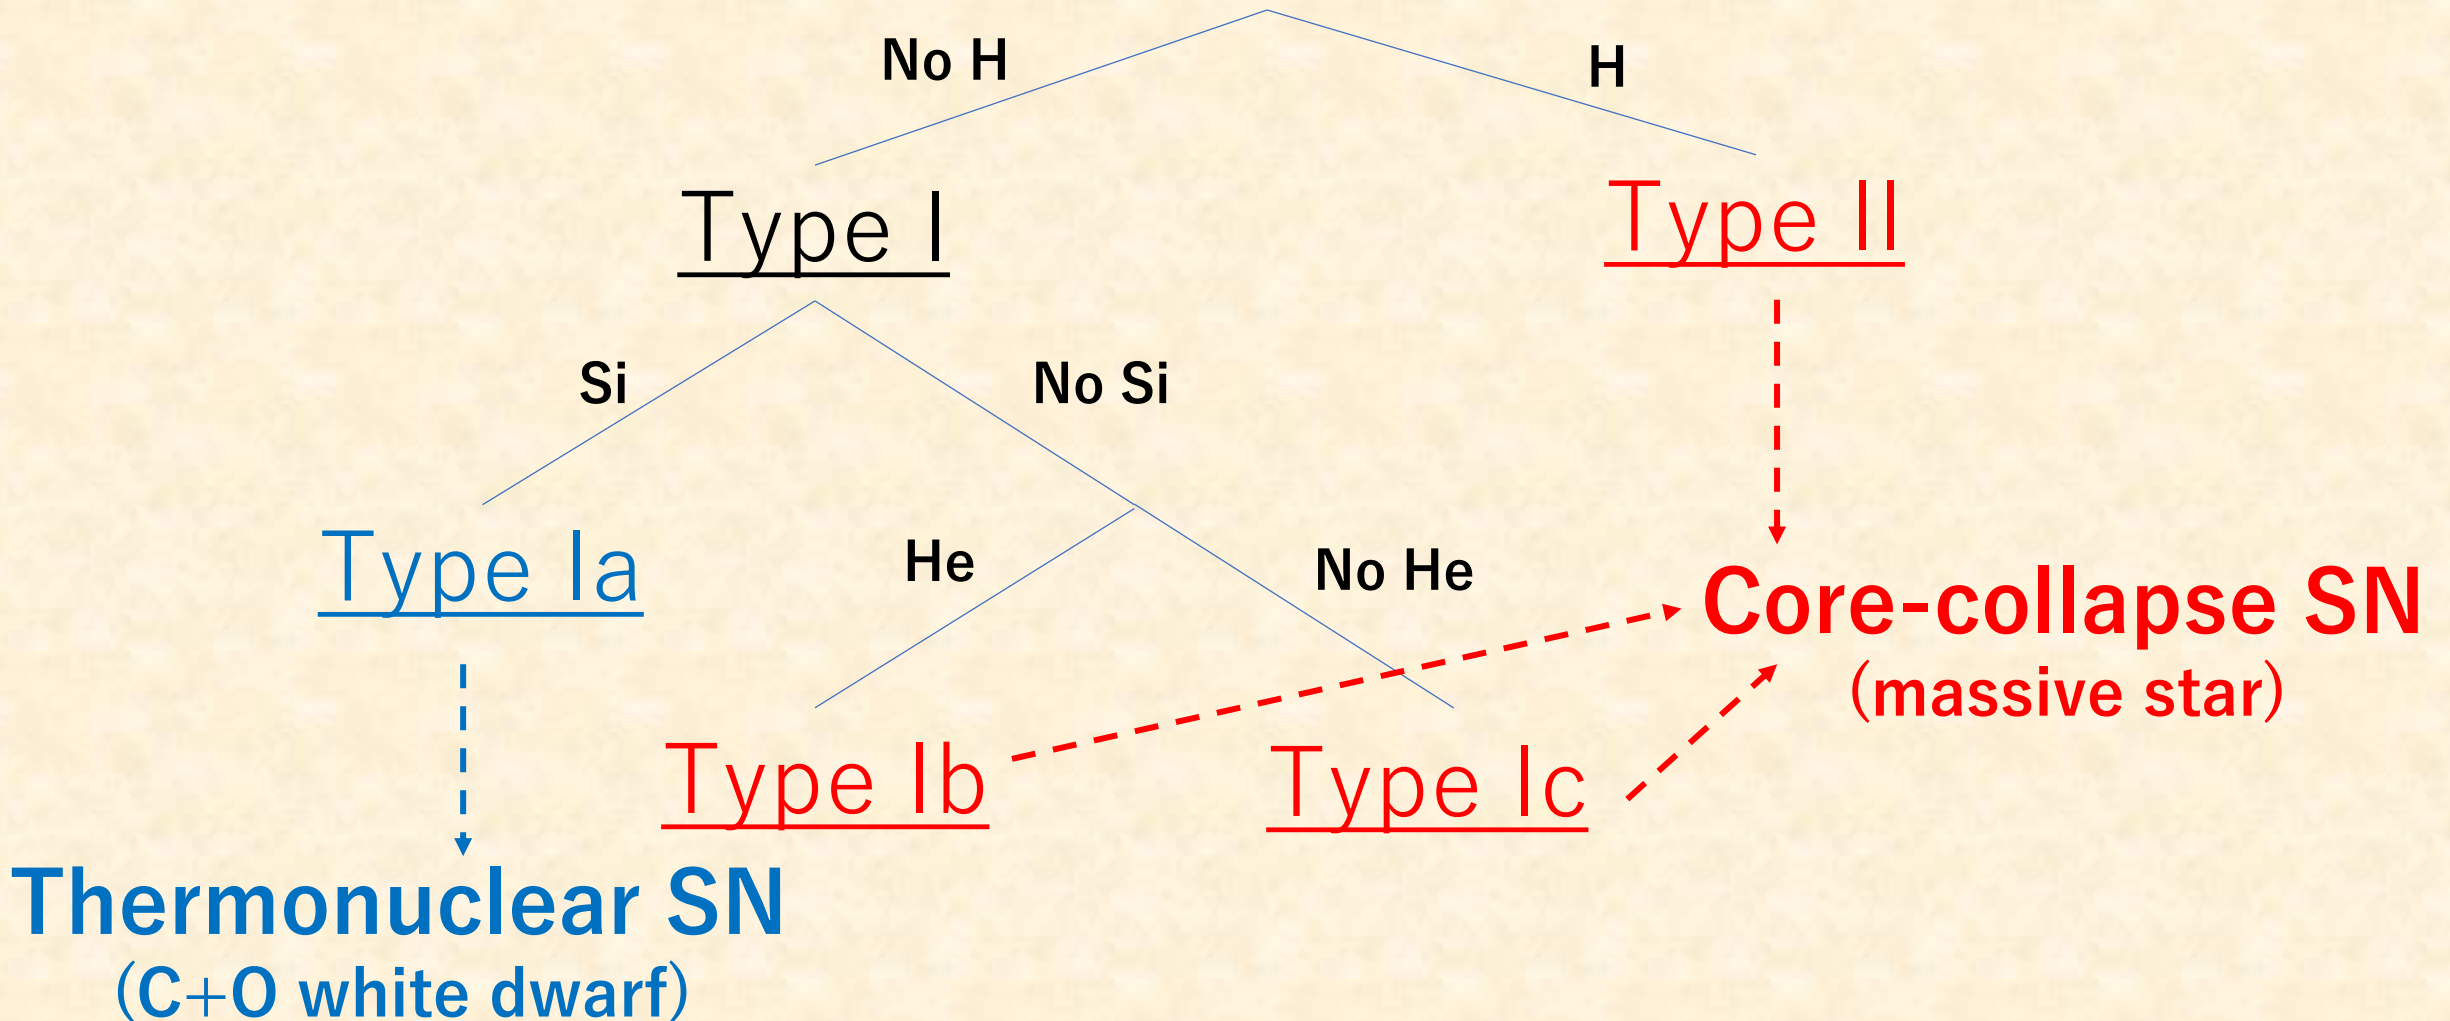 No H
H
Type I
Type II
Si
No Si
Type Ia
He
No He
Core-collapse SN
(massive star)
Type Ib
Type Ic
Thermonuclear SN
(C+O white dwarf)